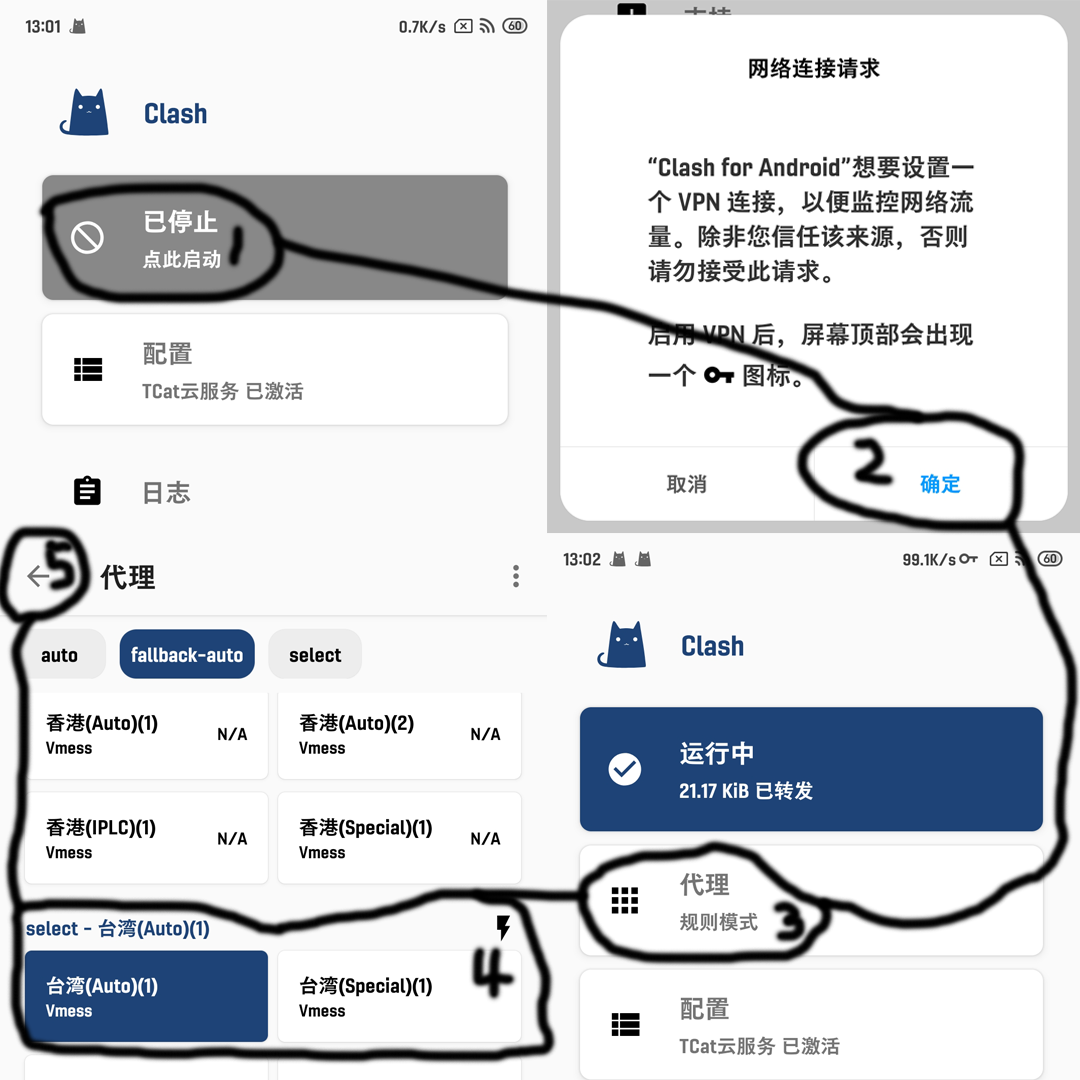 13:01
0.7K/s
60
Clash
已停止
点此启动
1
配置
TCat云服务 已激活
日志
支持
网络连接请求
“Clash for Android”想要设置一
个 VPN 连接，以便监控网络流
量。除非您信任该来源，否则
请勿接受此请求。
启用 VPN 后，屏幕顶部会出现
一个 图标。
取消
2
确定
5
代理
auto
fallback-auto
select
香港(Auto)(1)
Vmess
N/A
香港(Auto)(2)
Vmess
N/A
香港(IPLC)(1)
Vmess
N/A
香港(Special)(1)
Vmess
N/A
select - 台湾(Auto)(1)
台湾(Auto)(1)
Vmess
台湾(Special)(1)
Vmess
4
13:02
99.1K/s
60
Clash
运行中
21.17 KiB 已转发
代理
规则模式
3
配置
TCat云服务 已激活